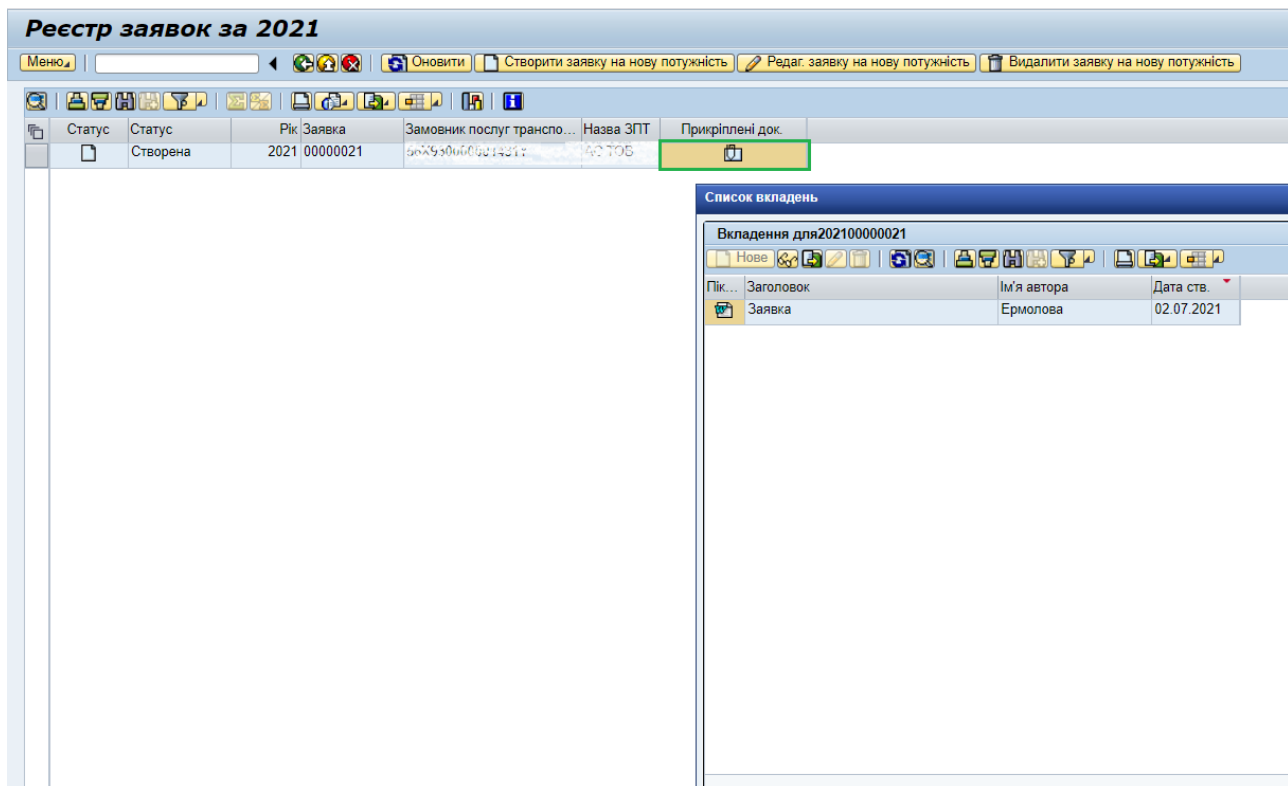 Реєстр заявок за 2021
Меню
Оновити Створити заявку на нову потужність Редаг. заявку на нову потужність Видалити заявку на нову потужність
Статус Статус Рік Заявка Замовник послуг транспо... Назва ЗПТ Прикріплені док.
Створена 2021 00000021 ТОВ
Список вкладень
Вкладення для202100000021
Нове
Пік... Заголовок Ім'я автора Дата ств.
Заявка Ермолова 02.07.2021